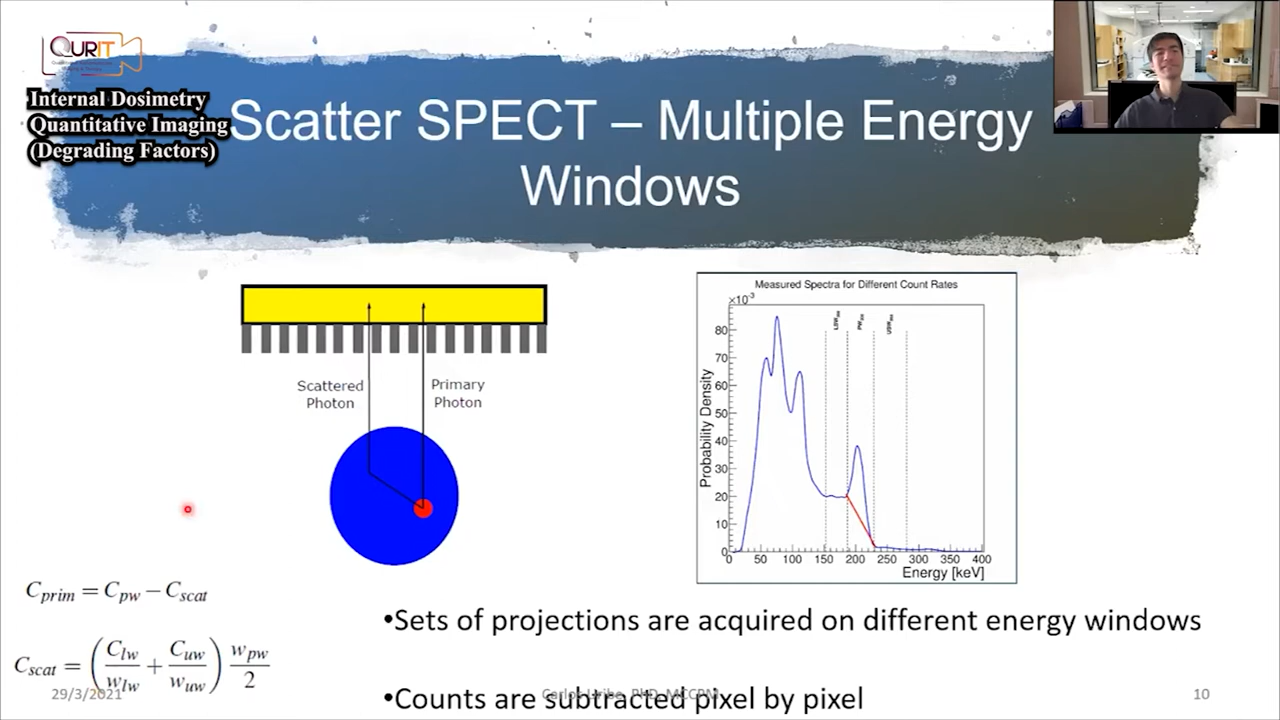 QURIT
Internal Dosimetry
Quantitative Imaging
(Degrading Factors)
Scatter SPECT – Multiple Energy
Windows
Scattered
Photon
Primary
Photon
Measured Spectra for Different Count Rates
×10⁻³
Probability Density
80
70
60
50
40
30
20
10
0
0 50 100 150 200 250 300 350 400
Energy [keV]
C_prim = C_pw − C_scat
C_scat = (C_lw/w_lw + C_uw/w_uw) w_pw/2
•Sets of projections are acquired on different energy windows
•Counts are subtracted pixel by pixel
29/3/2021
10